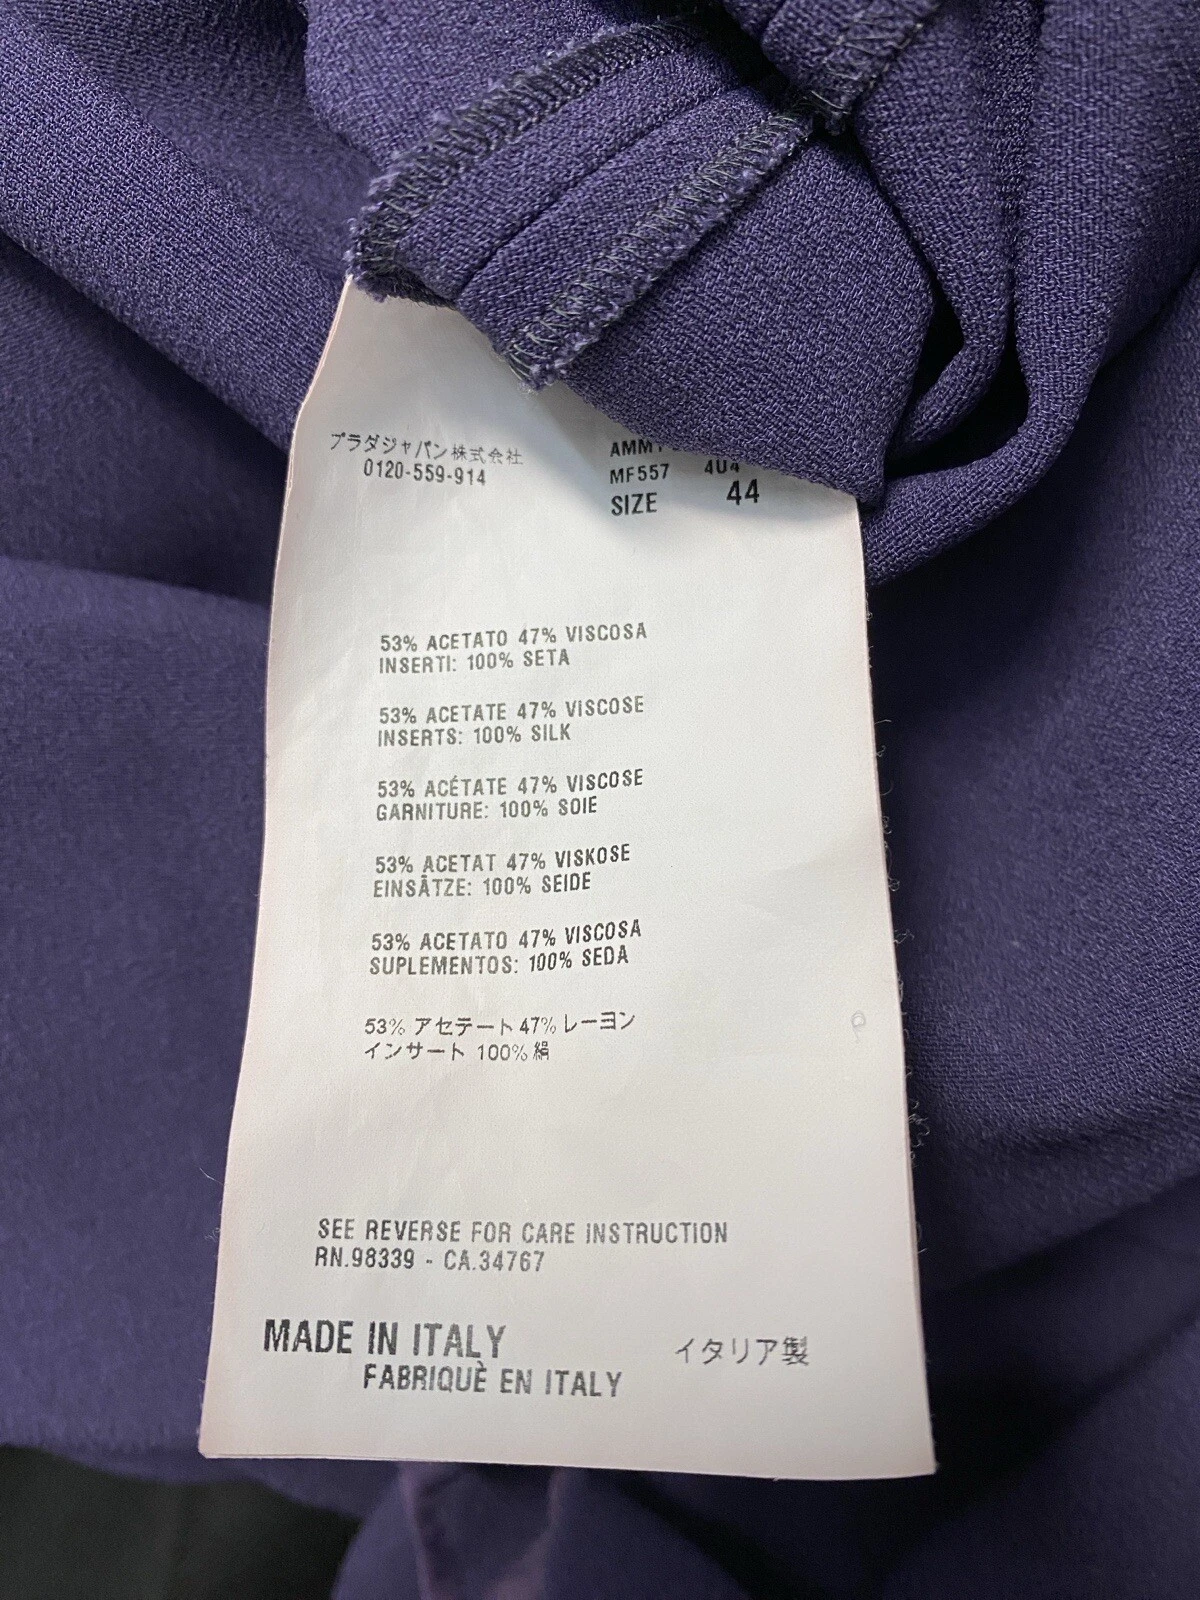 プラダジャパン株式会社
0120-559-914
MF557
SIZE 44
53% ACETATO 47% VISCOSA
INSERTI: 100% SETA
53% ACETATE 47% VISCOSE
INSERTS: 100% SILK
53% ACÉTATE 47% VISCOSE
GARNITURE: 100% SOIE
53% ACETAT 47% VISKOSE
EINSÄTZE: 100% SEIDE
53% ACETATO 47% VISCOSA
SUPLEMENTOS: 100% SEDA
53% アセテート 47% レーヨン
インサート 100% 絹
SEE REVERSE FOR CARE INSTRUCTION
RN.98339 - CA.34767
MADE IN ITALY
FABRIQUÈ EN ITALY
イタリア製